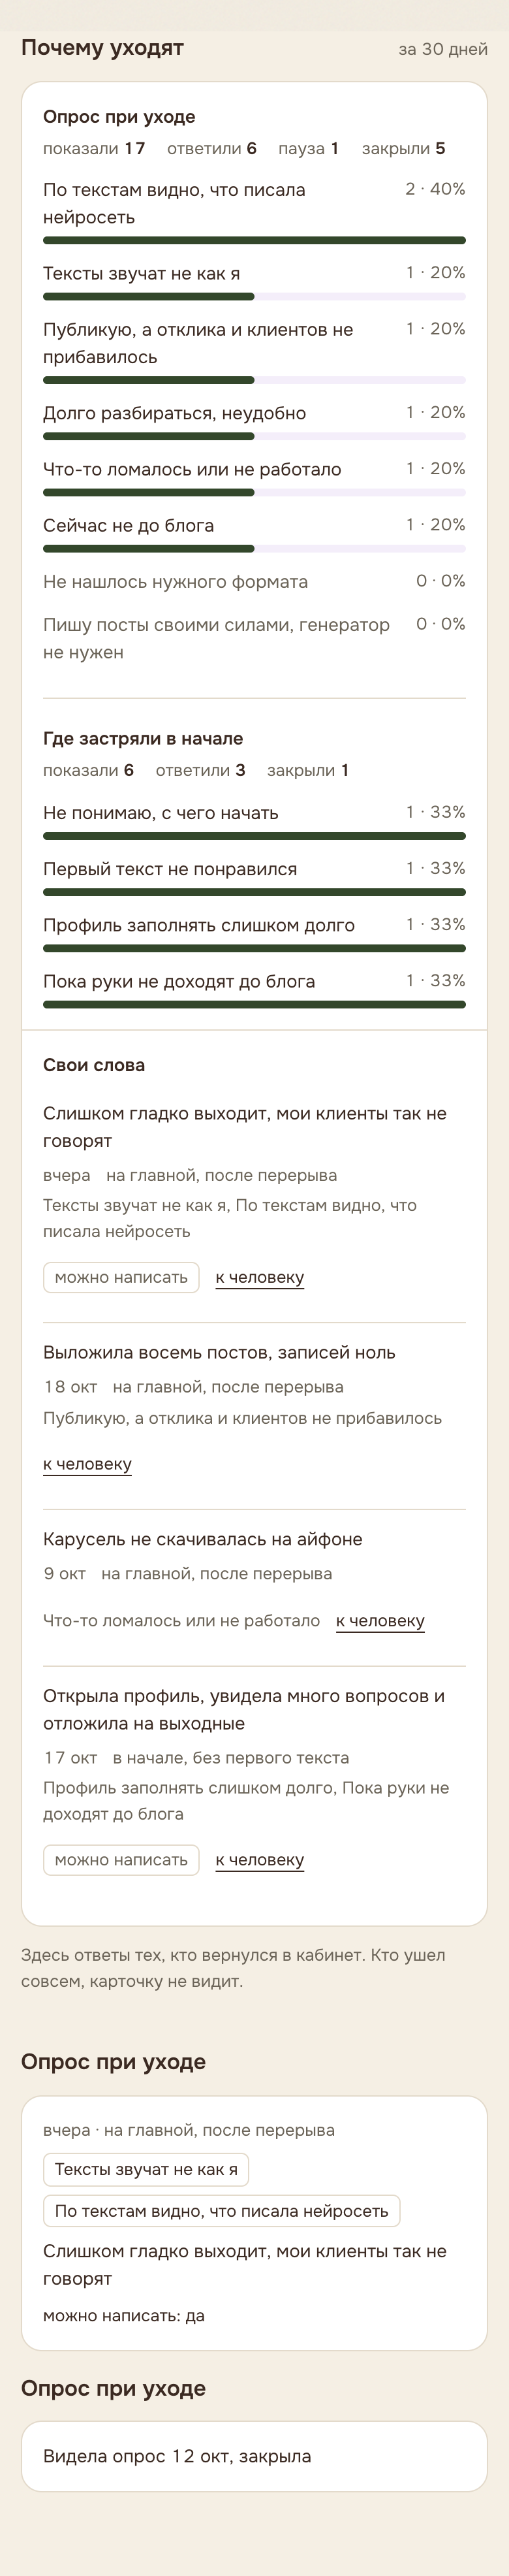 Почему уходят за 30 дней
Опрос при уходе
показали 17 ответили 6 пауза 1 закрыли 5
По текстам видно, что писала 2 · 40%
нейросеть
Тексты звучат не как я 1 · 20%
Публикую, а отклика и клиентов не 1 · 20%
прибавилось
Долго разбираться, неудобно 1 · 20%
Что-то ломалось или не работало 1 · 20%
Сейчас не до блога 1 · 20%
Не нашлось нужного формата 0 · 0%
Пишу посты своими силами, генератор 0 · 0%
не нужен
Где застряли в начале
показали 6 ответили 3 закрыли 1
Не понимаю, с чего начать 1 · 33%
Первый текст не понравился 1 · 33%
Профиль заполнять слишком долго 1 · 33%
Пока руки не доходят до блога 1 · 33%
Свои слова
Слишком гладко выходит, мои клиенты так не
говорят
вчера на главной, после перерыва
Тексты звучат не как я, По текстам видно, что
писала нейросеть
можно написать к человеку
Выложила восемь постов, записей ноль
18 окт на главной, после перерыва
Публикую, а отклика и клиентов не прибавилось
к человеку
Карусель не скачивалась на айфоне
9 окт на главной, после перерыва
Что-то ломалось или не работало к человеку
Открыла профиль, увидела много вопросов и
отложила на выходные
17 окт в начале, без первого текста
Профиль заполнять слишком долго, Пока руки не
доходят до блога
можно написать к человеку
Здесь ответы тех, кто вернулся в кабинет. Кто ушел
совсем, карточку не видит.
Опрос при уходе
вчера · на главной, после перерыва
Тексты звучат не как я
По текстам видно, что писала нейросеть
Слишком гладко выходит, мои клиенты так не
говорят
можно написать: да
Опрос при уходе
Видела опрос 12 окт, закрыла